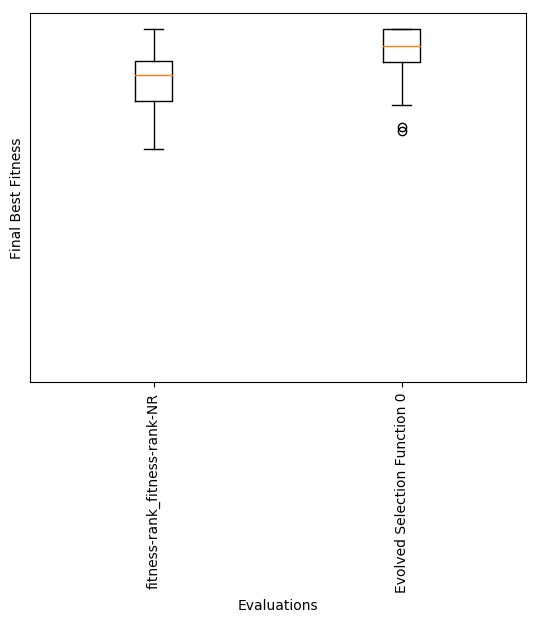 Final Best Fitness
fitness-rank_fitness-rank-NR
Evolved Selection Function 0
Evaluations